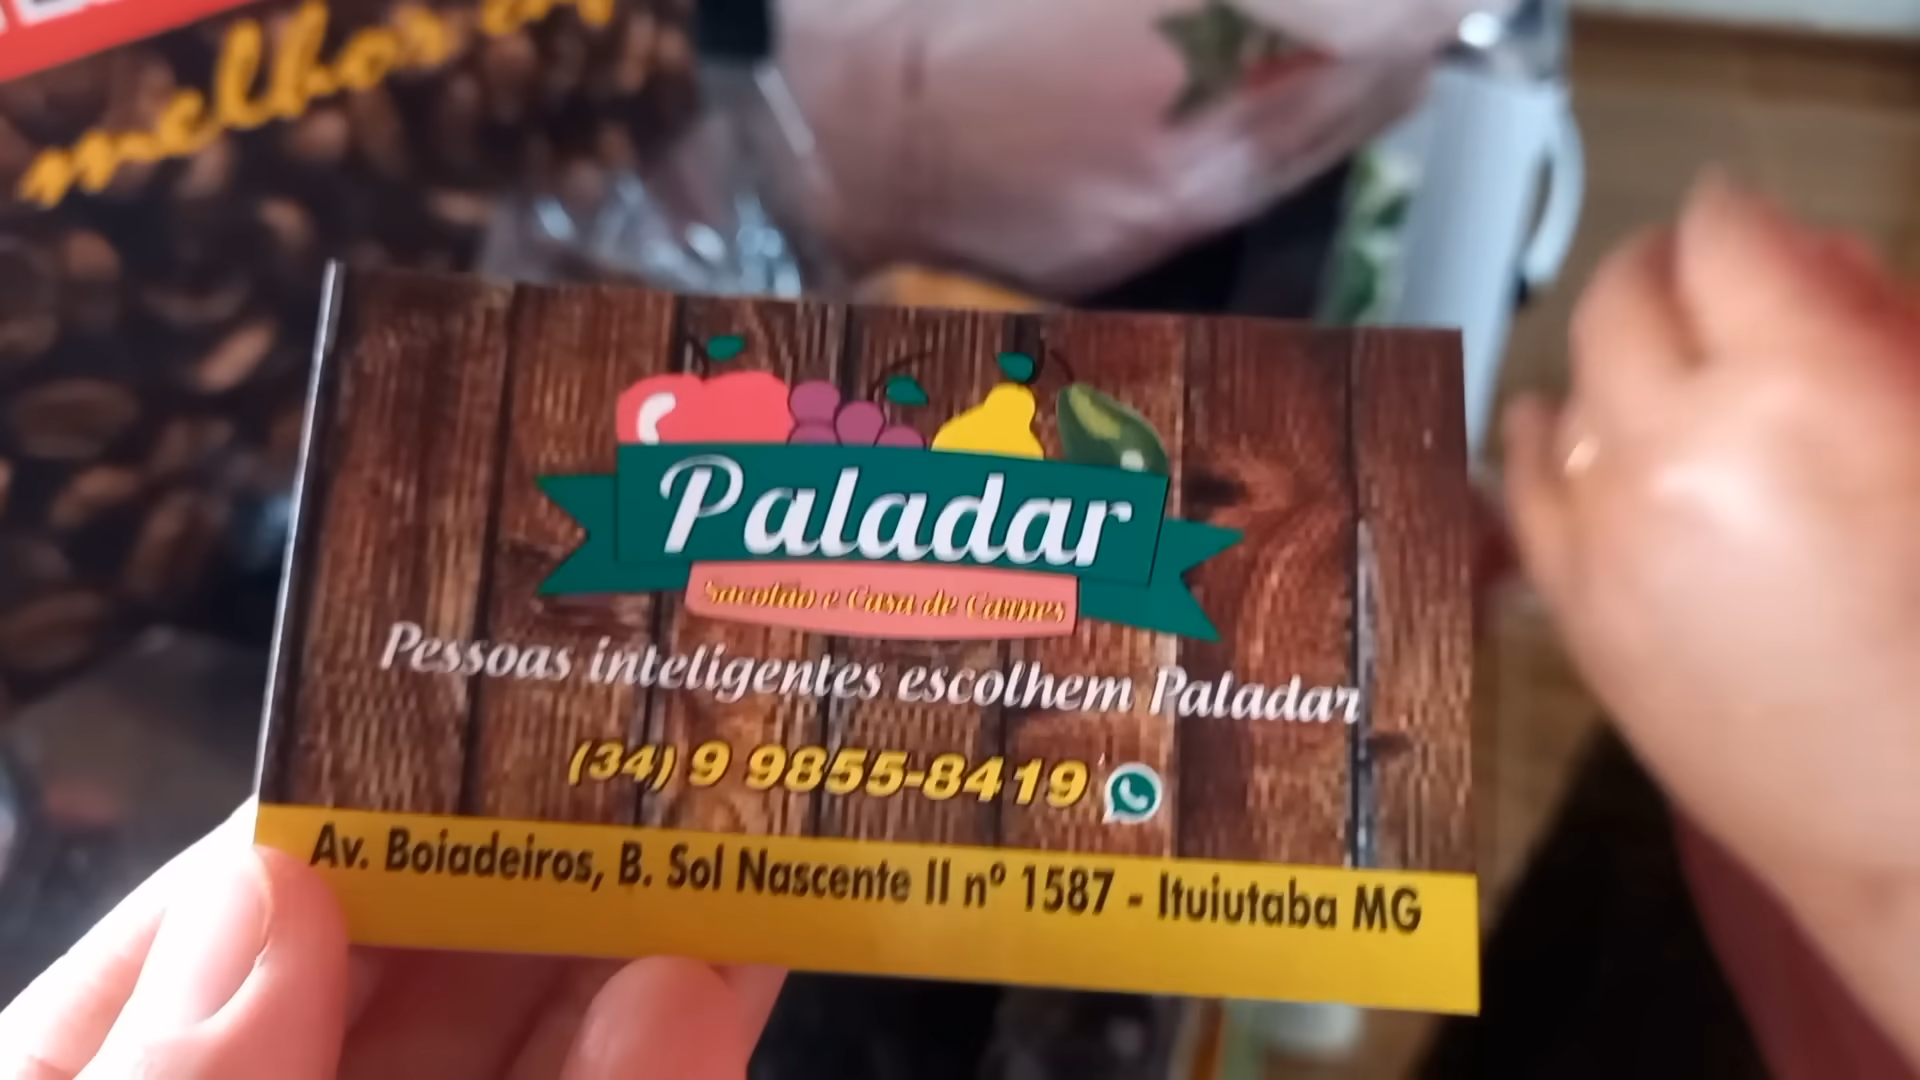 melhor
Paladar
Sacolão e Casa de Carnes
Pessoas inteligentes escolhem Paladar
(34) 9 9855-8419
Av. Boiadeiros, B. Sol Nascente II nº 1587 - Ituiutaba MG